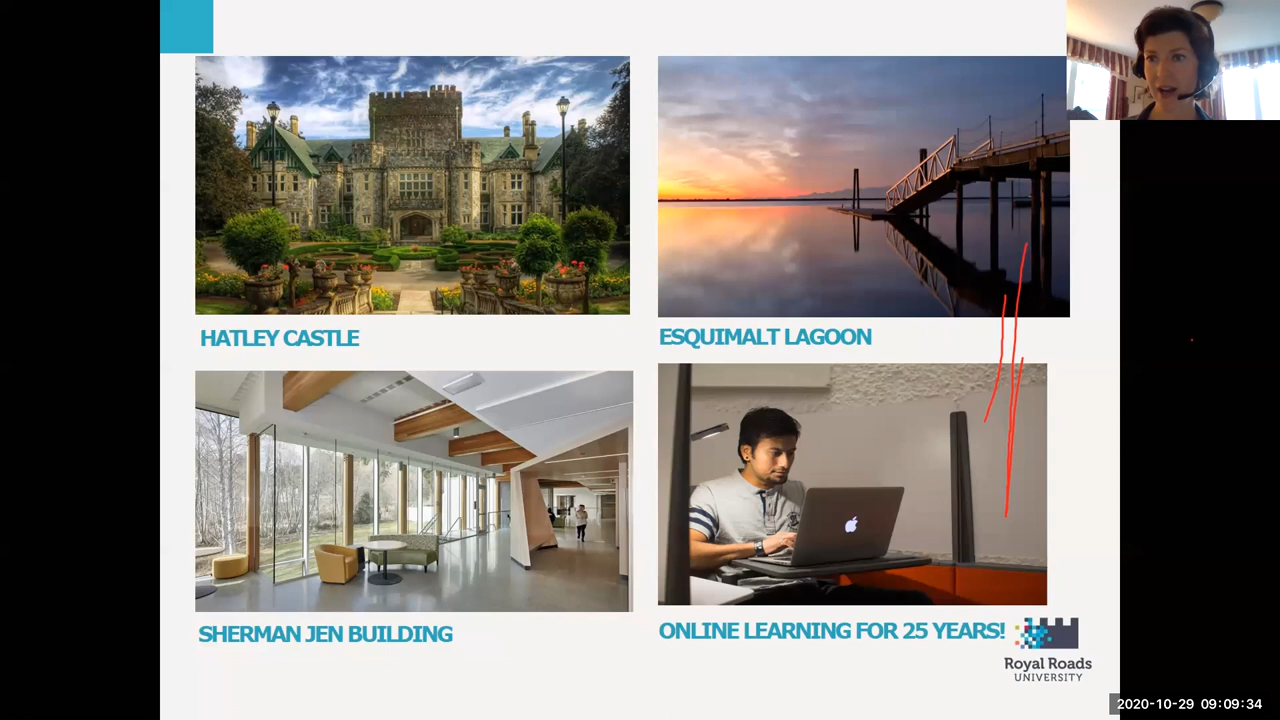 HATLEY CASTLE
ESQUIMALT LAGOON
SHERMAN JEN BUILDING
ONLINE LEARNING FOR 25 YEARS!
Royal Roads
UNIVERSITY
2020-10-29 09:09:34